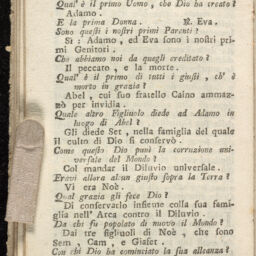 Qual' è il primo Uomo, che Dio ha creato?
Adamo.
E la prima Donna. R. Eva.
Sono questi i nostri primi Parenti?
Sì: Adamo, ed Eva sono i nostri pri-
mi Genitori.
Che abbiamo noi da quegli ereditato?
Il peccato, e la morte.
Qual' è il primo di tutti i giusti, ch' è
morto in grazia?
Abel, cui suo fratello Caino ammaz-
zò per invidia.
Quale altro Figliuolo diede ad Adamo in
luogo di Abel?
Gli diede Set, nella famiglia del quale
il culto di Dio si conservò.
Come questo Dio punì la corruzione uni-
versale del Mondo?
Col mandar il Diluvio universale.
Eravi allora alcun giusto sopra la Terra?
Vi era Noè.
Qual grazia gli fece Dio?
Di conservarlo insieme colla sua fami-
glia nell' Arca contro il Diluvio.
Da chi fu popolato di nuovo il Mondo?
Dai tre figliuoli di Noè, che sono
Sem, Cam, e Giafet.
Con chi Dio ha cominciato la sua alleanza?